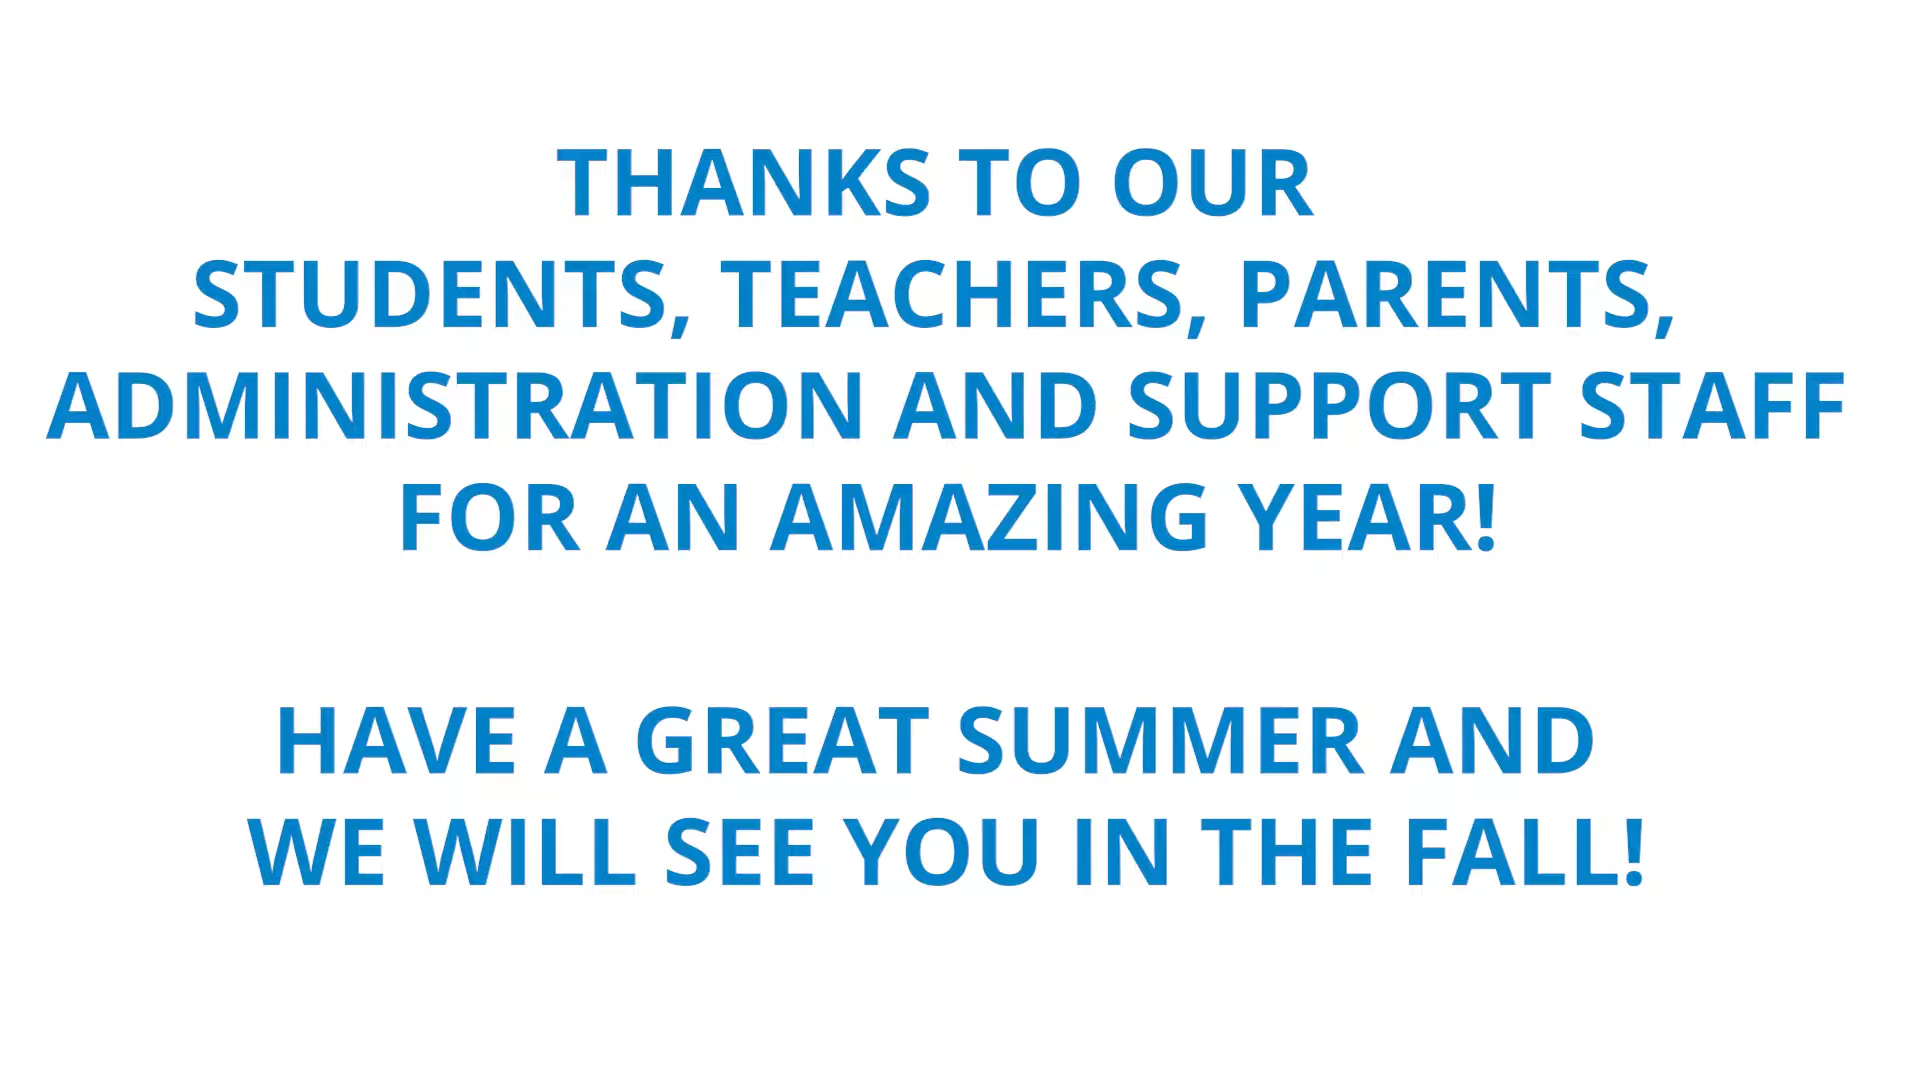 THANKS TO OUR
STUDENTS, TEACHERS, PARENTS,
ADMINISTRATION AND SUPPORT STAFF
FOR AN AMAZING YEAR!
HAVE A GREAT SUMMER AND
WE WILL SEE YOU IN THE FALL!